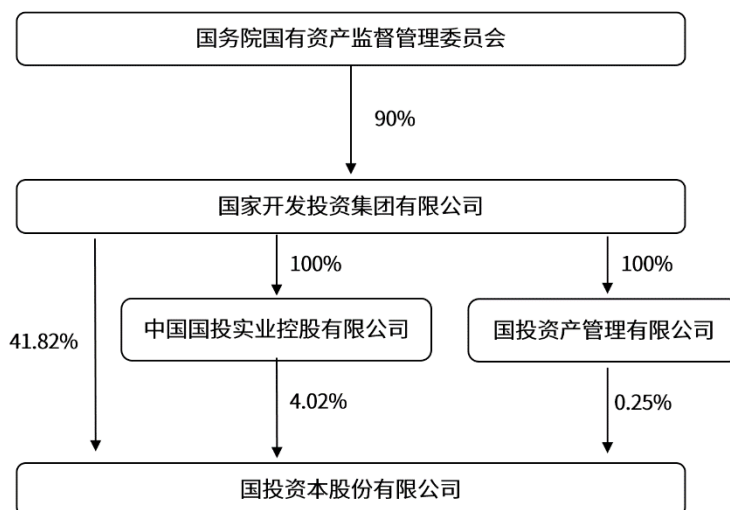 国务院国有资产监督管理委员会
90%
国家开发投资集团有限公司
100%
100%
中国国投实业控股有限公司
国投资产管理有限公司
41.82%
4.02%
0.25%
国投资本股份有限公司